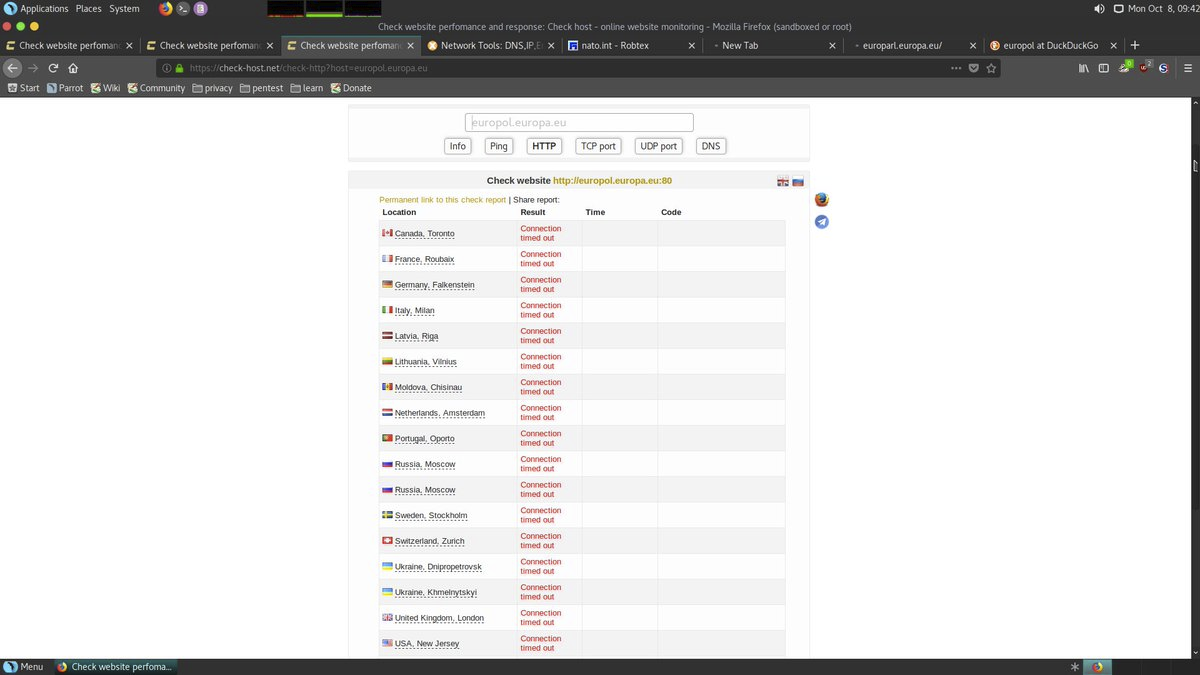 Applications Places System
Mon Oct 8, 09:42
Check website perfomance and response: Check host - online website monitoring - Mozilla Firefox (sandboxed or root)
Check website perfomanc
Check website perfomanc
Check website perfomanc
Network Tools: DNS,IP,E
nato.int - Robtex
New Tab
europarl.europa.eu/
europol at DuckDuckGo
https://check-host.net/check-http?host=europol.europa.eu
0
2
Start Parrot Wiki Community privacy pentest learn Donate
europol.europa.eu
Info Ping HTTP TCP port UDP port DNS
Check website http://europol.europa.eu:80
Permanent link to this check report | Share report:
Location Result Time Code
Canada, Toronto Connection
timed out
France, Roubaix Connection
timed out
Germany, Falkenstein Connection
timed out
Italy, Milan Connection
timed out
Latvia, Riga Connection
timed out
Lithuania, Vilnius Connection
timed out
Moldova, Chisinau Connection
timed out
Netherlands, Amsterdam Connection
timed out
Portugal, Oporto Connection
timed out
Russia, Moscow Connection
timed out
Russia, Moscow Connection
timed out
Sweden, Stockholm Connection
timed out
Switzerland, Zurich Connection
timed out
Ukraine, Dnipropetrovsk Connection
timed out
Ukraine, Khmelnytskyi Connection
timed out
United Kingdom, London Connection
timed out
USA, New Jersey Connection
timed out
Menu Check website perfoma...